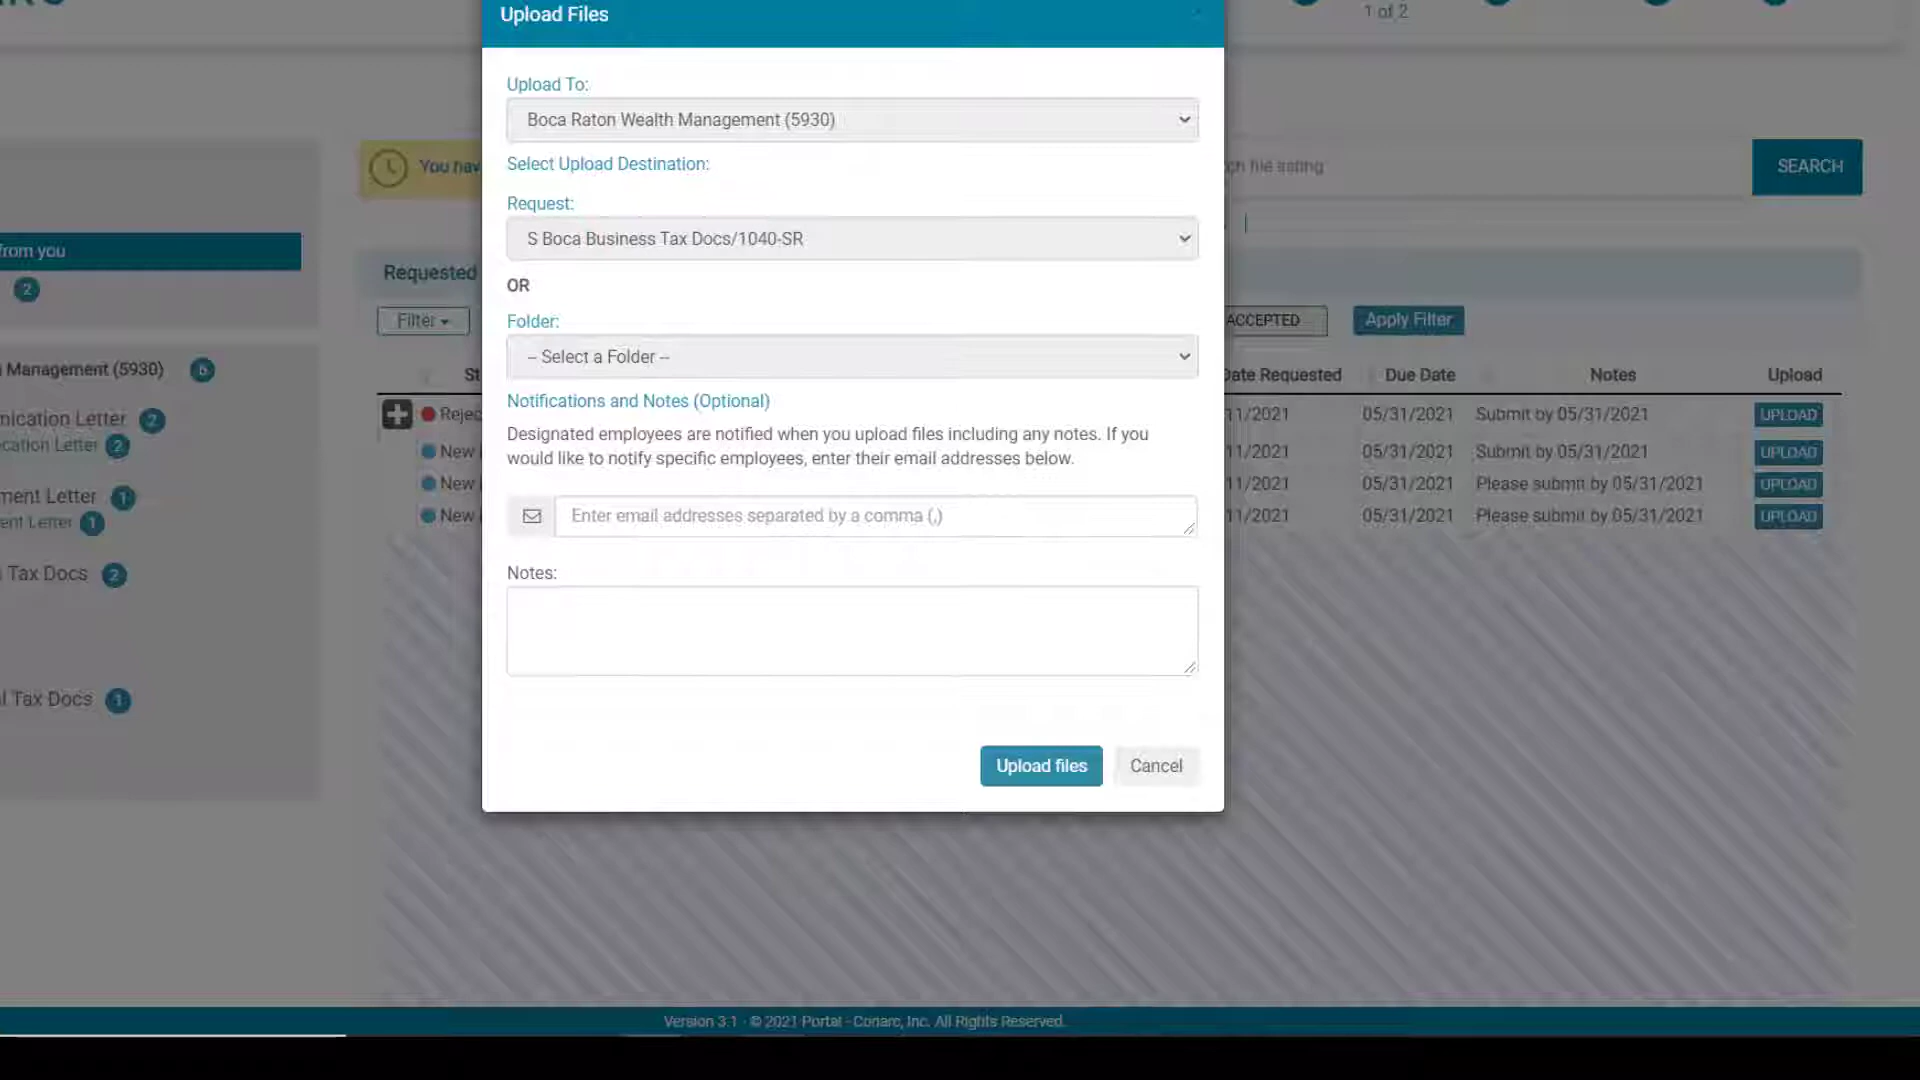 Upload Files
1 of 2
Upload To:
Boca Raton Wealth Management (5930)
Select Upload Destination:
You hav
file
SEARCH
Request:
S Boca Business Tax Docs/1040-SR
from you
2
Requested
OR
Folder:
Filter
ACCEPTED
Apply Filter
-- Select a Folder --
Management (5930) 6
St
Date Requested
Due Date
Notes
Upload
Notifications and Notes (Optional)
nication Letter 2
cation Letter 2
Rejec
11/2021
05/31/2021
Submit by 05/31/2021
UPLOAD
Designated employees are notified when you upload files including any notes. If you
would like to notify specific employees, enter their email addresses below.
New
11/2021
05/31/2021
Submit by 05/31/2021
UPLOAD
New
11/2021
05/31/2021
Please submit by 05/31/2021
UPLOAD
ment Letter 1
ent Letter 1
New
11/2021
05/31/2021
Please submit by 05/31/2021
UPLOAD
Enter email addresses separated by a comma (,)
Tax Docs 2
Notes:
l Tax Docs 1
Upload files
Cancel
Version 3.1 - © 2021 Portal - Conarc, Inc. All Rights Reserved.